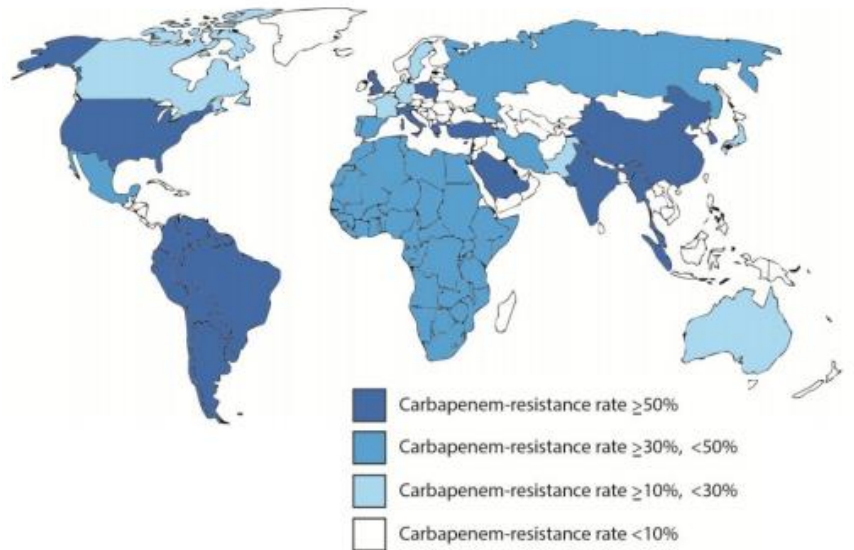 Carbapenem-resistance rate ≥50%
Carbapenem-resistance rate ≥30%, <50%
Carbapenem-resistance rate ≥10%, <30%
Carbapenem-resistance rate <10%